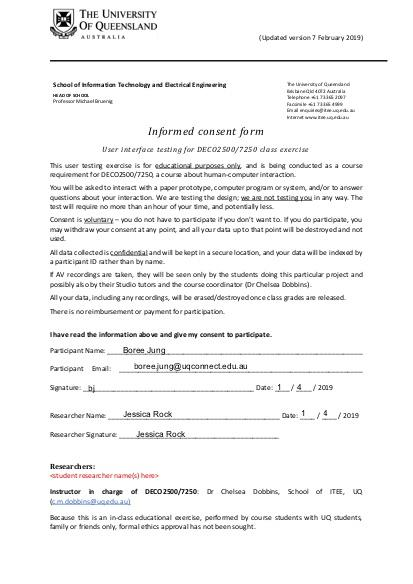 THE UNIVERSITY
OF QUEENSLAND
AUSTRALIA
(Updated version 7 February 2019)
School of Information Technology and Electrical Engineering
HEAD OF SCHOOL
Professor Michael Bruenig
The University of Queensland
Brisbane Qld 4072 Australia
Telephone +61 7 3365 2097
Facsimile +61 7 3365 4999
Email enquiries@itee.uq.edu.au
Internet www.itee.uq.edu.au
Informed consent form
User interface testing for DECO2500/7250 class exercise
This user testing exercise is for educational purposes only, and is being conducted as a course
requirement for DECO2500/7250, a course about human-computer interaction.
You will be asked to interact with a paper prototype, computer program or system, and/or to answer
questions about your interaction. We are testing the design; we are not testing you in any way. The
test will require no more than an hour of your time, and potentially less.
Consent is voluntary – you do not have to participate if you don't want to. If you do participate, you
may withdraw your consent at any point, and all your data up to that point will be destroyed and not
used.
All data collected is confidential and will be kept in a secure location, and your data will be indexed by
a participant ID rather than by name.
If AV recordings are taken, they will be seen only by the students doing this particular project and
possibly also by their Studio tutors and the course coordinator (Dr Chelsea Dobbins).
All your data, including any recordings, will be erased/destroyed once class grades are released.
There is no reimbursement or payment for participation.
I have read the information above and give my consent to participate.
Participant Name: Boree Jung
Participant Email: boree.jung@uqconnect.edu.au
Signature: bj Date: 1 / 4 / 2019
Researcher Name: Jessica Rock Date: 1 / 4 / 2019
Researcher Signature: Jessica Rock
Researchers:
<student researcher name(s) here>
Instructor in charge of DECO2500/7250: Dr Chelsea Dobbins, School of ITEE, UQ
(c.m.dobbins@uq.edu.au)
Because this is an in-class educational exercise, performed by course students with UQ students,
family or friends only, formal ethics approval has not been sought.